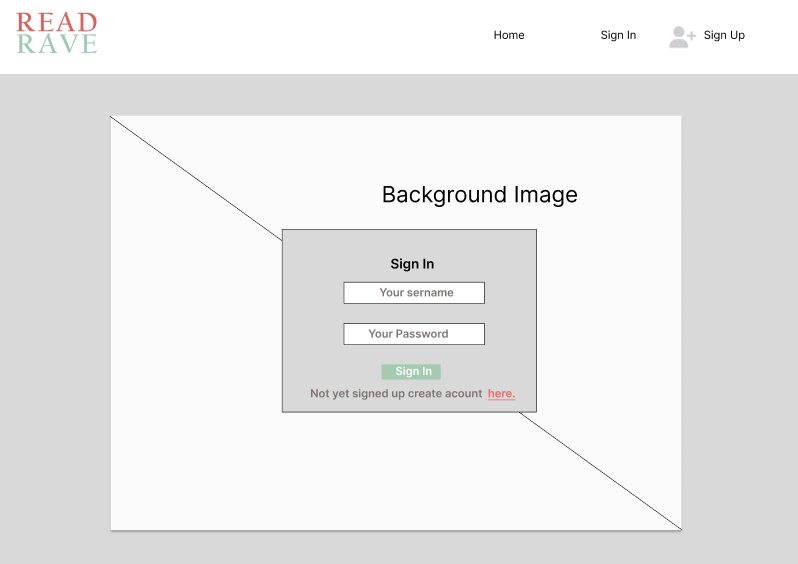 READ
RAVE
Home Sign In Sign Up
Background Image
Sign In
Your sername
Your Password
Sign In
Not yet signed up create acount here.